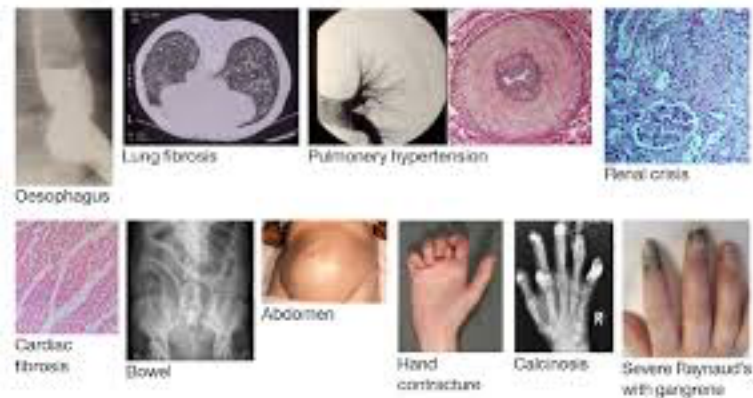 Oesophagus
Lung fibrosis
Pulmonery hypertension
Renal crisis
Cardiac
fibrosis
Bowel
Abdomen
Hand
contracture
Calcinosis
R
Severe Raynaud's
with gangrene